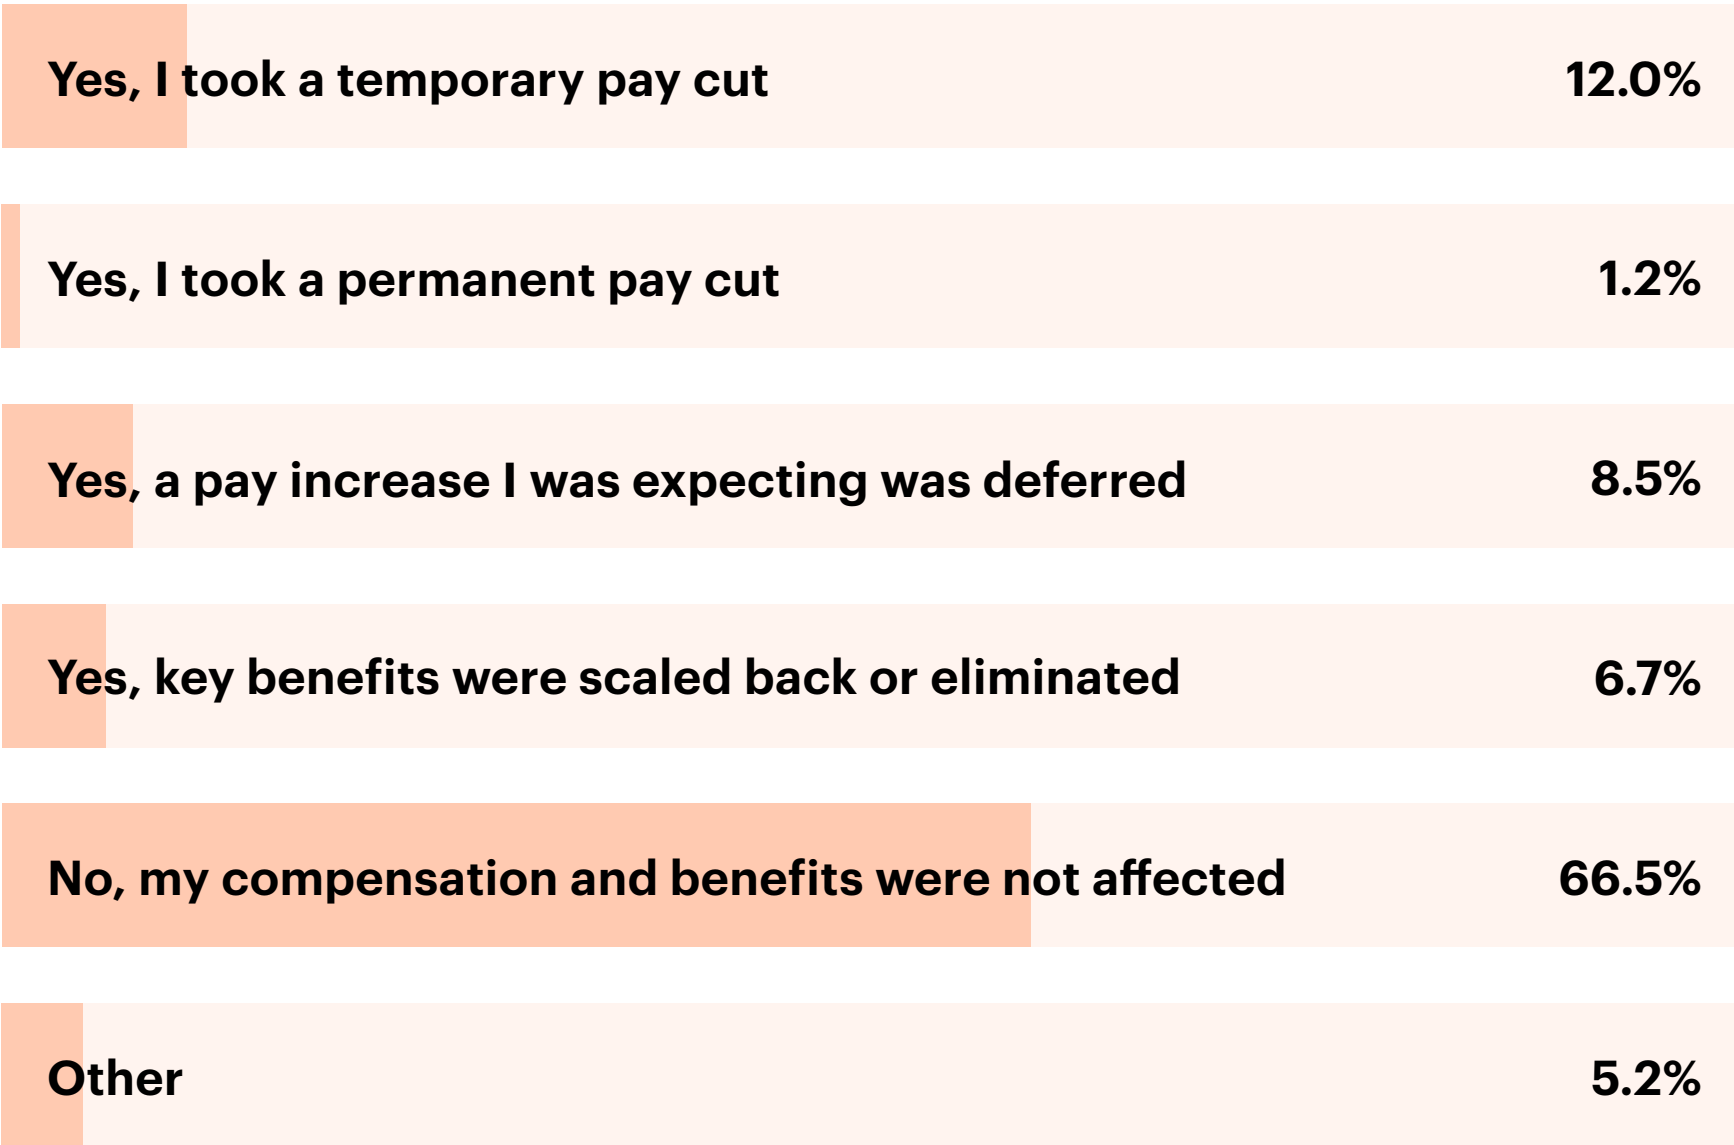 Yes, I took a temporary pay cut 12.0%
Yes, I took a permanent pay cut 1.2%
Yes, a pay increase I was expecting was deferred 8.5%
Yes, key benefits were scaled back or eliminated 6.7%
No, my compensation and benefits were not affected 66.5%
Other 5.2%